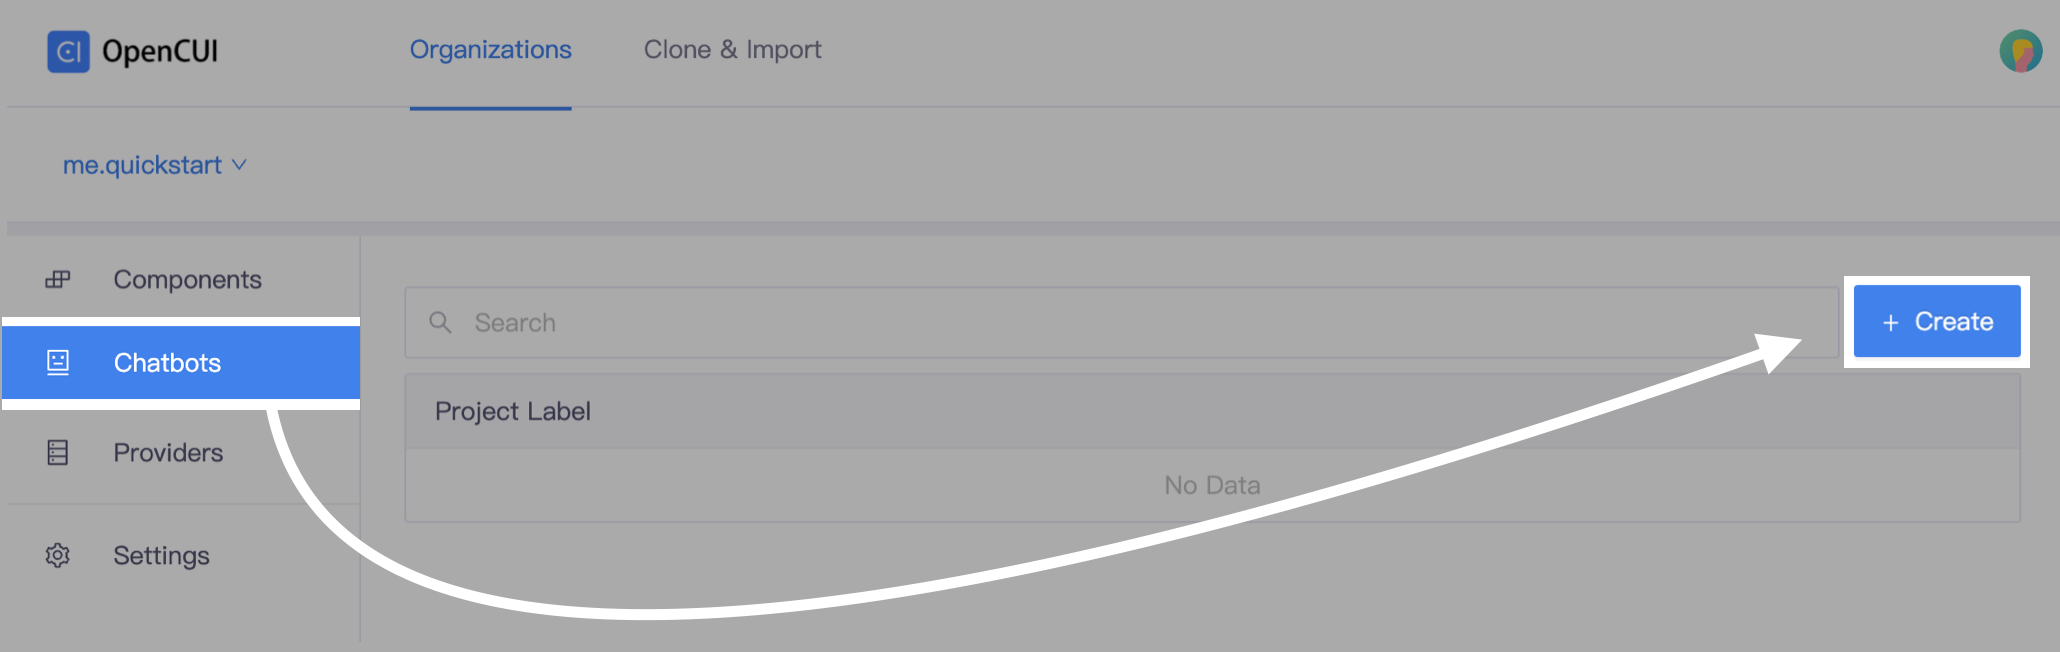 OpenCUI
Organizations
Clone & Import
me.quickstart
Components
Chatbots
Providers
Settings
Search
+ Create
Project Label
No Data